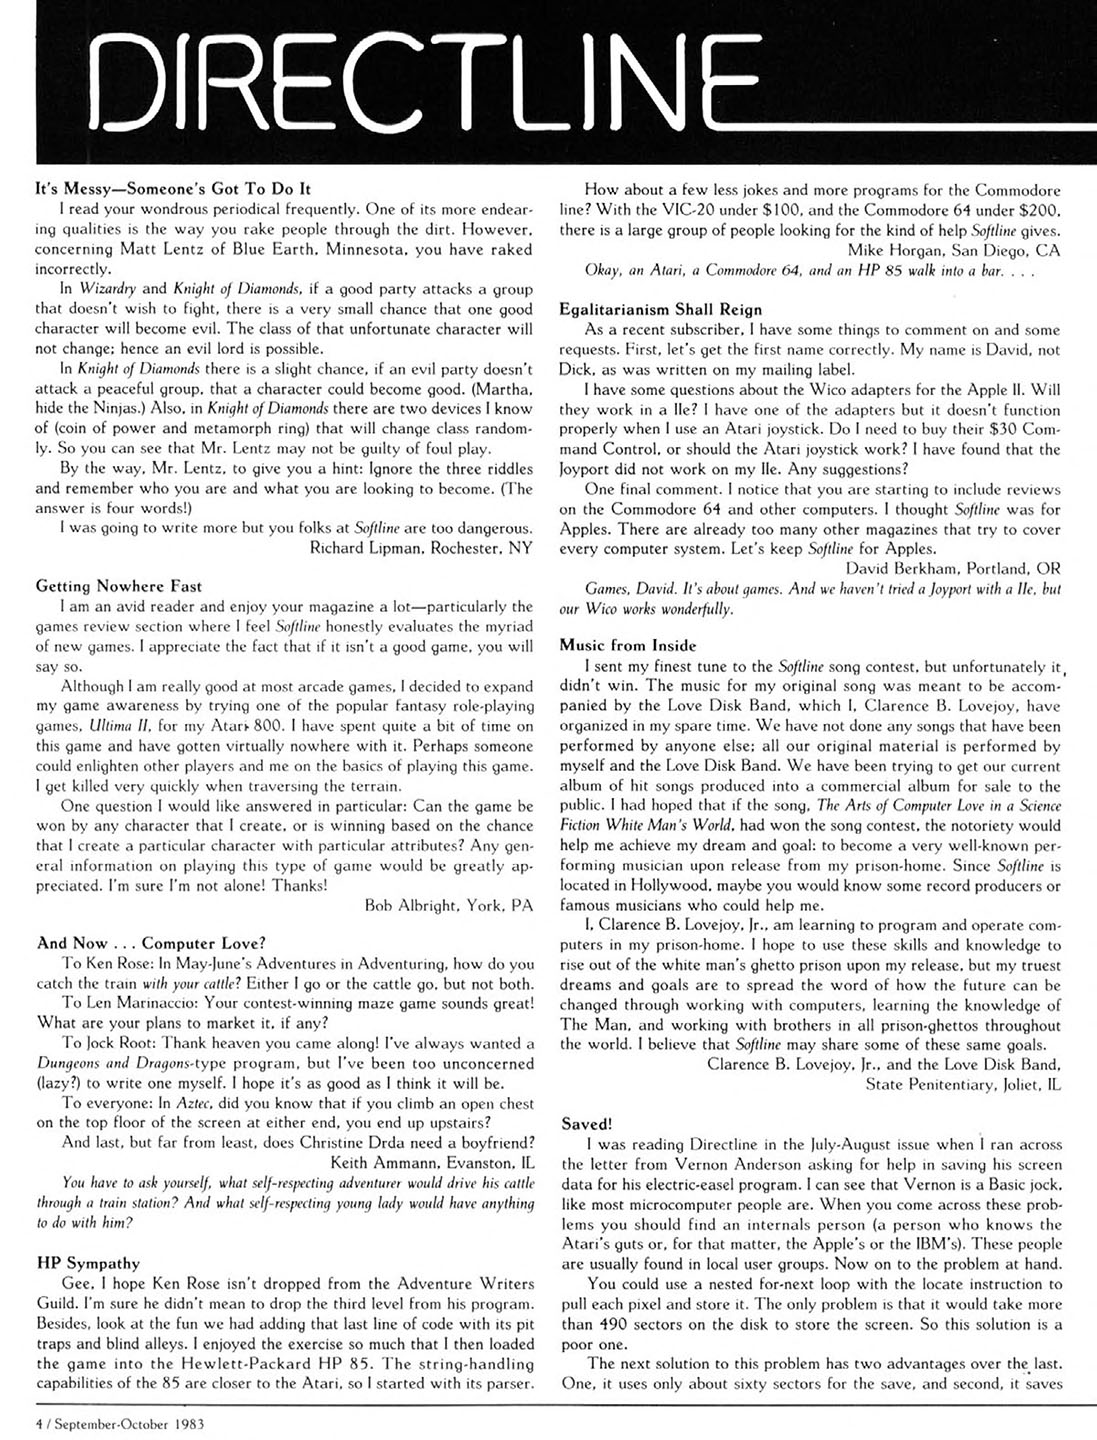 DIRECTLINE
It's Messy—Someone's Got To Do It
I read your wondrous periodical frequently. One of its more endear-
ing qualities is the way you rake people through the dirt. However,
concerning Matt Lentz of Blue Earth, Minnesota, you have raked
incorrectly.
In Wizardry and Knight of Diamonds, if a good party attacks a group
that doesn't wish to fight, there is a very small chance that one good
character will become evil. The class of that unfortunate character will
not change; hence an evil lord is possible.
In Knight of Diamonds there is a slight chance, if an evil party doesn't
attack a peaceful group, that a character could become good. (Martha,
hide the Ninjas.) Also, in Knight of Diamonds there are two devices I know
of (coin of power and metamorph ring) that will change class random-
ly. So you can see that Mr. Lentz may not be guilty of foul play.
By the way, Mr. Lentz, to give you a hint: Ignore the three riddles
and remember who you are and what you are looking to become. (The
answer is four words!)
I was going to write more but you folks at Softline are too dangerous.
Richard Lipman, Rochester, NY
Getting Nowhere Fast
I am an avid reader and enjoy your magazine a lot—particularly the
games review section where I feel Softline honestly evaluates the myriad
of new games. I appreciate the fact that if it isn't a good game, you will
say so.
Although I am really good at most arcade games, I decided to expand
my game awareness by trying one of the popular fantasy role-playing
games, Ultima II, for my Atari 800. I have spent quite a bit of time on
this game and have gotten virtually nowhere with it. Perhaps someone
could enlighten other players and me on the basics of playing this game.
I get killed very quickly when traversing the terrain.
One question I would like answered in particular: Can the game be
won by any character that I create, or is winning based on the chance
that I create a particular character with particular attributes? Any gen-
eral information on playing this type of game would be greatly ap-
preciated. I'm sure I'm not alone! Thanks!
Bob Albright, York, PA
And Now . . . Computer Love?
To Ken Rose: In May-June's Adventures in Adventuring, how do you
catch the train with your cattle? Either I go or the cattle go, but not both.
To Len Marinaccio: Your contest-winning maze game sounds great!
What are your plans to market it, if any?
To Jock Root: Thank heaven you came along! I've always wanted a
Dungeons and Dragons-type program, but I've been too unconcerned
(lazy?) to write one myself. I hope it's as good as I think it will be.
To everyone: In Aztec, did you know that if you climb an open chest
on the top floor of the screen at either end, you end up upstairs?
And last, but far from least, does Christine Drda need a boyfriend?
Keith Ammann, Evanston, IL
You have to ask yourself, what self-respecting adventurer would drive his cattle
through a train station? And what self-respecting young lady would have anything
to do with him?
HP Sympathy
Gee, I hope Ken Rose isn't dropped from the Adventure Writers
Guild. I'm sure he didn't mean to drop the third level from his program.
Besides, look at the fun we had adding that last line of code with its pit
traps and blind alleys. I enjoyed the exercise so much that I then loaded
the game into the Hewlett-Packard HP 85. The string-handling
capabilities of the 85 are closer to the Atari, so I started with its parser.
How about a few less jokes and more programs for the Commodore
line? With the VIC-20 under $100, and the Commodore 64 under $200,
there is a large group of people looking for the kind of help Softline gives.
Mike Horgan, San Diego, CA
Okay, an Atari, a Commodore 64, and an HP 85 walk into a bar. . . .
Egalitarianism Shall Reign
As a recent subscriber, I have some things to comment on and some
requests. First, let's get the first name correctly. My name is David, not
Dick, as was written on my mailing label.
I have some questions about the Wico adapters for the Apple II. Will
they work in a IIe? I have one of the adapters but it doesn't function
properly when I use an Atari joystick. Do I need to buy their $30 Com-
mand Control, or should the Atari joystick work? I have found that the
Joyport did not work on my IIe. Any suggestions?
One final comment. I notice that you are starting to include reviews
on the Commodore 64 and other computers. I thought Softline was for
Apples. There are already too many other magazines that try to cover
every computer system. Let's keep Softline for Apples.
David Berkham, Portland, OR
Games, David. It's about games. And we haven't tried a Joyport with a IIe, but
our Wico works wonderfully.
Music from Inside
I sent my finest tune to the Softline song contest, but unfortunately it
didn't win. The music for my original song was meant to be accom-
panied by the Love Disk Band, which I, Clarence B. Lovejoy, have
organized in my spare time. We have not done any songs that have been
performed by anyone else; all our original material is performed by
myself and the Love Disk Band. We have been trying to get our current
album of hit songs produced into a commercial album for sale to the
public. I had hoped that if the song, The Arts of Computer Love in a Science
Fiction White Man's World, had won the song contest, the notoriety would
help me achieve my dream and goal: to become a very well-known per-
forming musician upon release from my prison-home. Since Softline is
located in Hollywood, maybe you would know some record producers or
famous musicians who could help me.
I, Clarence B. Lovejoy, Jr., am learning to program and operate com-
puters in my prison-home. I hope to use these skills and knowledge to
rise out of the white man's ghetto prison upon my release, but my truest
dreams and goals are to spread the word of how the future can be
changed through working with computers, learning the knowledge of
The Man, and working with brothers in all prison-ghettos throughout
the world. I believe that Softline may share some of these same goals.
Clarence B. Lovejoy, Jr., and the Love Disk Band,
State Penitentiary, Joliet, IL
Saved!
I was reading Directline in the July-August issue when I ran across
the letter from Vernon Anderson asking for help in saving his screen
data for his electric-easel program. I can see that Vernon is a Basic jock,
like most microcomputer people are. When you come across these prob-
lems you should find an internals person (a person who knows the
Atari's guts or, for that matter, the Apple's or the IBM's). These people
are usually found in local user groups. Now on to the problem at hand.
You could use a nested for-next loop with the locate instruction to
pull each pixel and store it. The only problem is that it would take more
than 490 sectors on the disk to store the screen. So this solution is a
poor one.
The next solution to this problem has two advantages over the last.
One, it uses only about sixty sectors for the save, and second, it saves
4 / September-October 1983